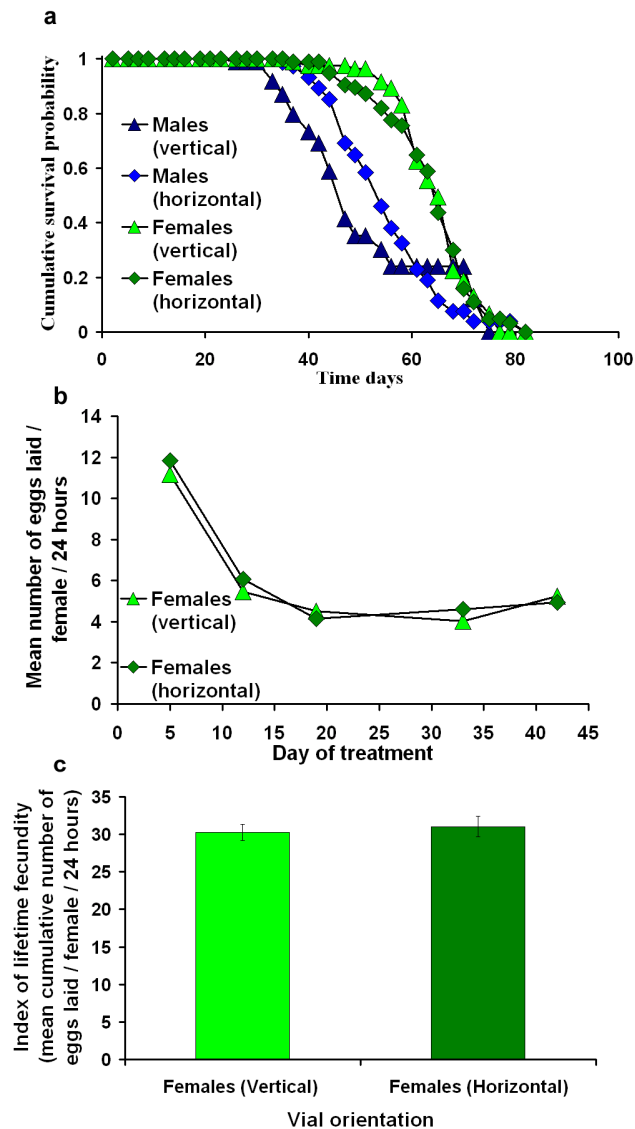 a
Cumulative survival probability
1
0.8
0.6
0.4
0.2
0
Males
(vertical)
Males
(horizontal)
Females
(vertical)
Females
(horizontal)
0 20 40 60 80 100
Time days
b
Mean number of eggs laid /
female / 24 hours
14
12
10
8
6
4
2
0
Females
(vertical)
Females
(horizontal)
0 5 10 15 20 25 30 35 40 45
Day of treatment
c
Index of lifetime fecundity
(mean cumulative number of
eggs laid / female / 24 hours)
35
30
25
20
15
10
5
0
Females (Vertical) Females (Horizontal)
Vial orientation